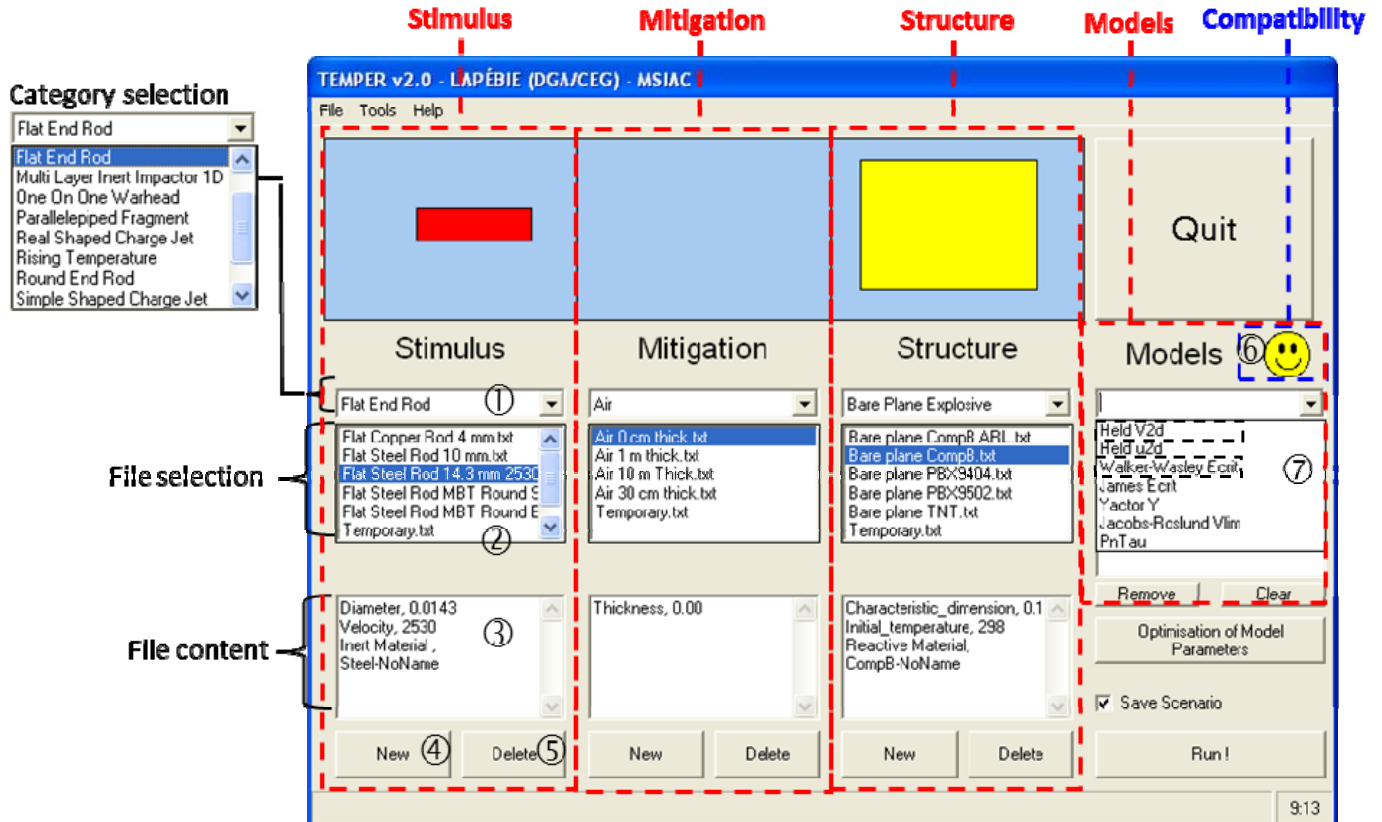 Stimulus Mitigation Structure Models Compatibility
TEMPER v2.0 - LAPÉBIE (DGA/CEG) - MSIAC
File Tools Help
Category selection
Flat End Rod
Flat End Rod
Multi Layer Inert Impactor 1D
One On One Warhead
Parallelepiped Fragment
Real Shaped Charge Jet
Rising Temperature
Round End Rod
Simple Shaped Charge Jet
Quit
Stimulus Mitigation Structure Models ⑥
Flat End Rod ① Air Bare Plane Explosive
File selection
Flat Copper Rod 4 mm.txt
Flat Steel Rod 10 mm.txt
Flat Steel Rod 14.3 mm 2530
Flat Steel Rod MBT Round S
Flat Steel Rod MBT Round E
Temporary.txt
②
Air 0 cm thick.txt
Air 1 m thick.txt
Air 10 m Thick.txt
Air 30 cm thick.txt
Temporary.txt
Bare plane CompB ARL.txt
Bare plane CompB.txt
Bare plane PBX9404.txt
Bare plane PBX9502.txt
Bare plane TNT.txt
Temporary.txt
Held V2d
Held u2d
Walker-Wasley Ecrit
James Ecrit
Yactor Y
Jacobs-Roslund Vlim
PnTau
⑦
Remove Clear
File content
Diameter, 0.0143
Velocity, 2530
Inert Material ,
Steel-NoName
③
Thickness, 0.00
Characteristic_dimension, 0.1
Initial_temperature, 298
Reactive Material,
CompB-NoName
Optimisation of Model
Parameters
Save Scenario
New ④ Delete ⑤ New Delete New Delete Run !
9:13